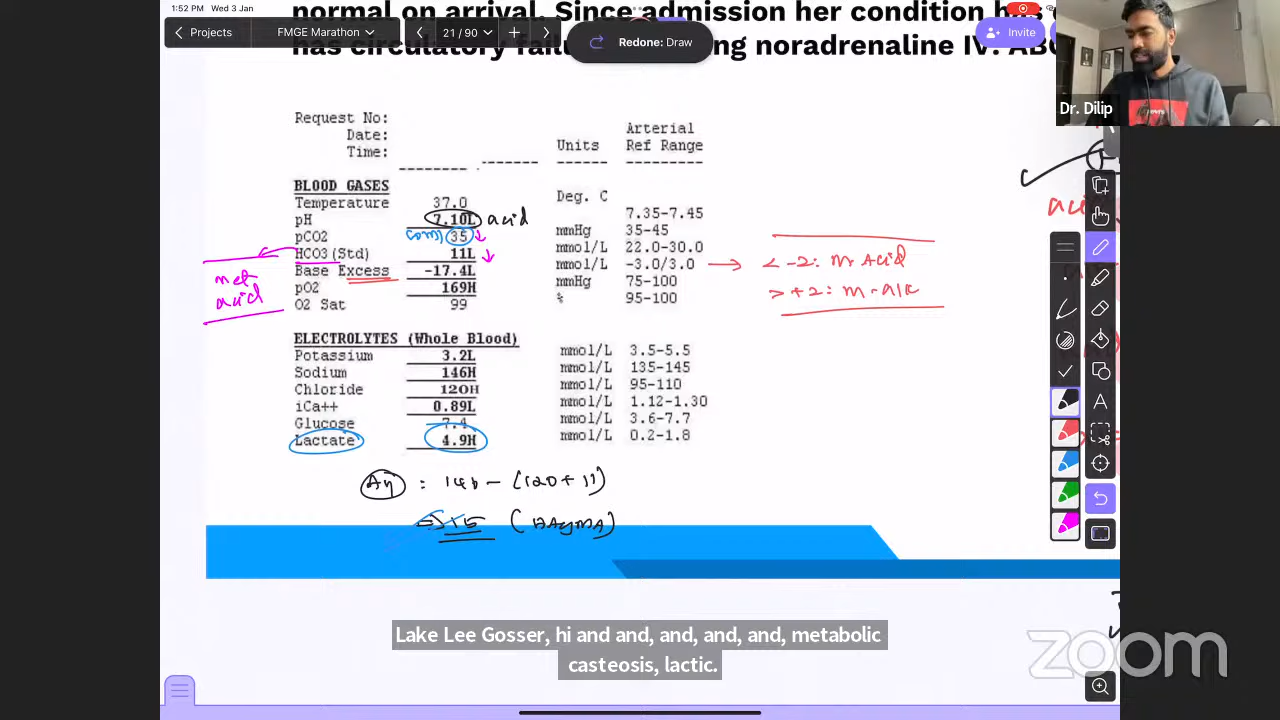 1:52 PM Wed 3 Jan
normal on arrival. Since admission her condition has
Projects FMGE Marathon 21 / 90 Redone: Draw Invite
has circulatory noradrenaline IV.
Dr. Dilip
Request No:
Date:
Time:
Units
Arterial
Ref Range
BLOOD GASES
Temperature 37.0 Deg. C
pH 7.10L acid 7.35-7.45
pCO2 35 mmHg 35-45
HCO3 (Std) 11L mmol/L 22.0-30.0
Base Excess -17.4L mmol/L -3.0/3.0
pO2 169H mmHg 75-100
O2 Sat 99 % 95-100
met
acid
< -2: m. Acid
> +2: m-alk
ELECTROLYTES (Whole Blood)
Potassium 3.2L mmol/L 3.5-5.5
Sodium 146H mmol/L 135-145
Chloride 120H mmol/L 95-110
iCa++ 0.89L mmol/L 1.12-1.30
Glucose 7.4 mmol/L 3.6-7.7
Lactate 4.9H mmol/L 0.2-1.8
Ag : 146 - (120 + 11)
15 (HAgMA)
Lake Lee Gosser, hi and and, and, and, and, metabolic
casteosis, lactic.
zoom